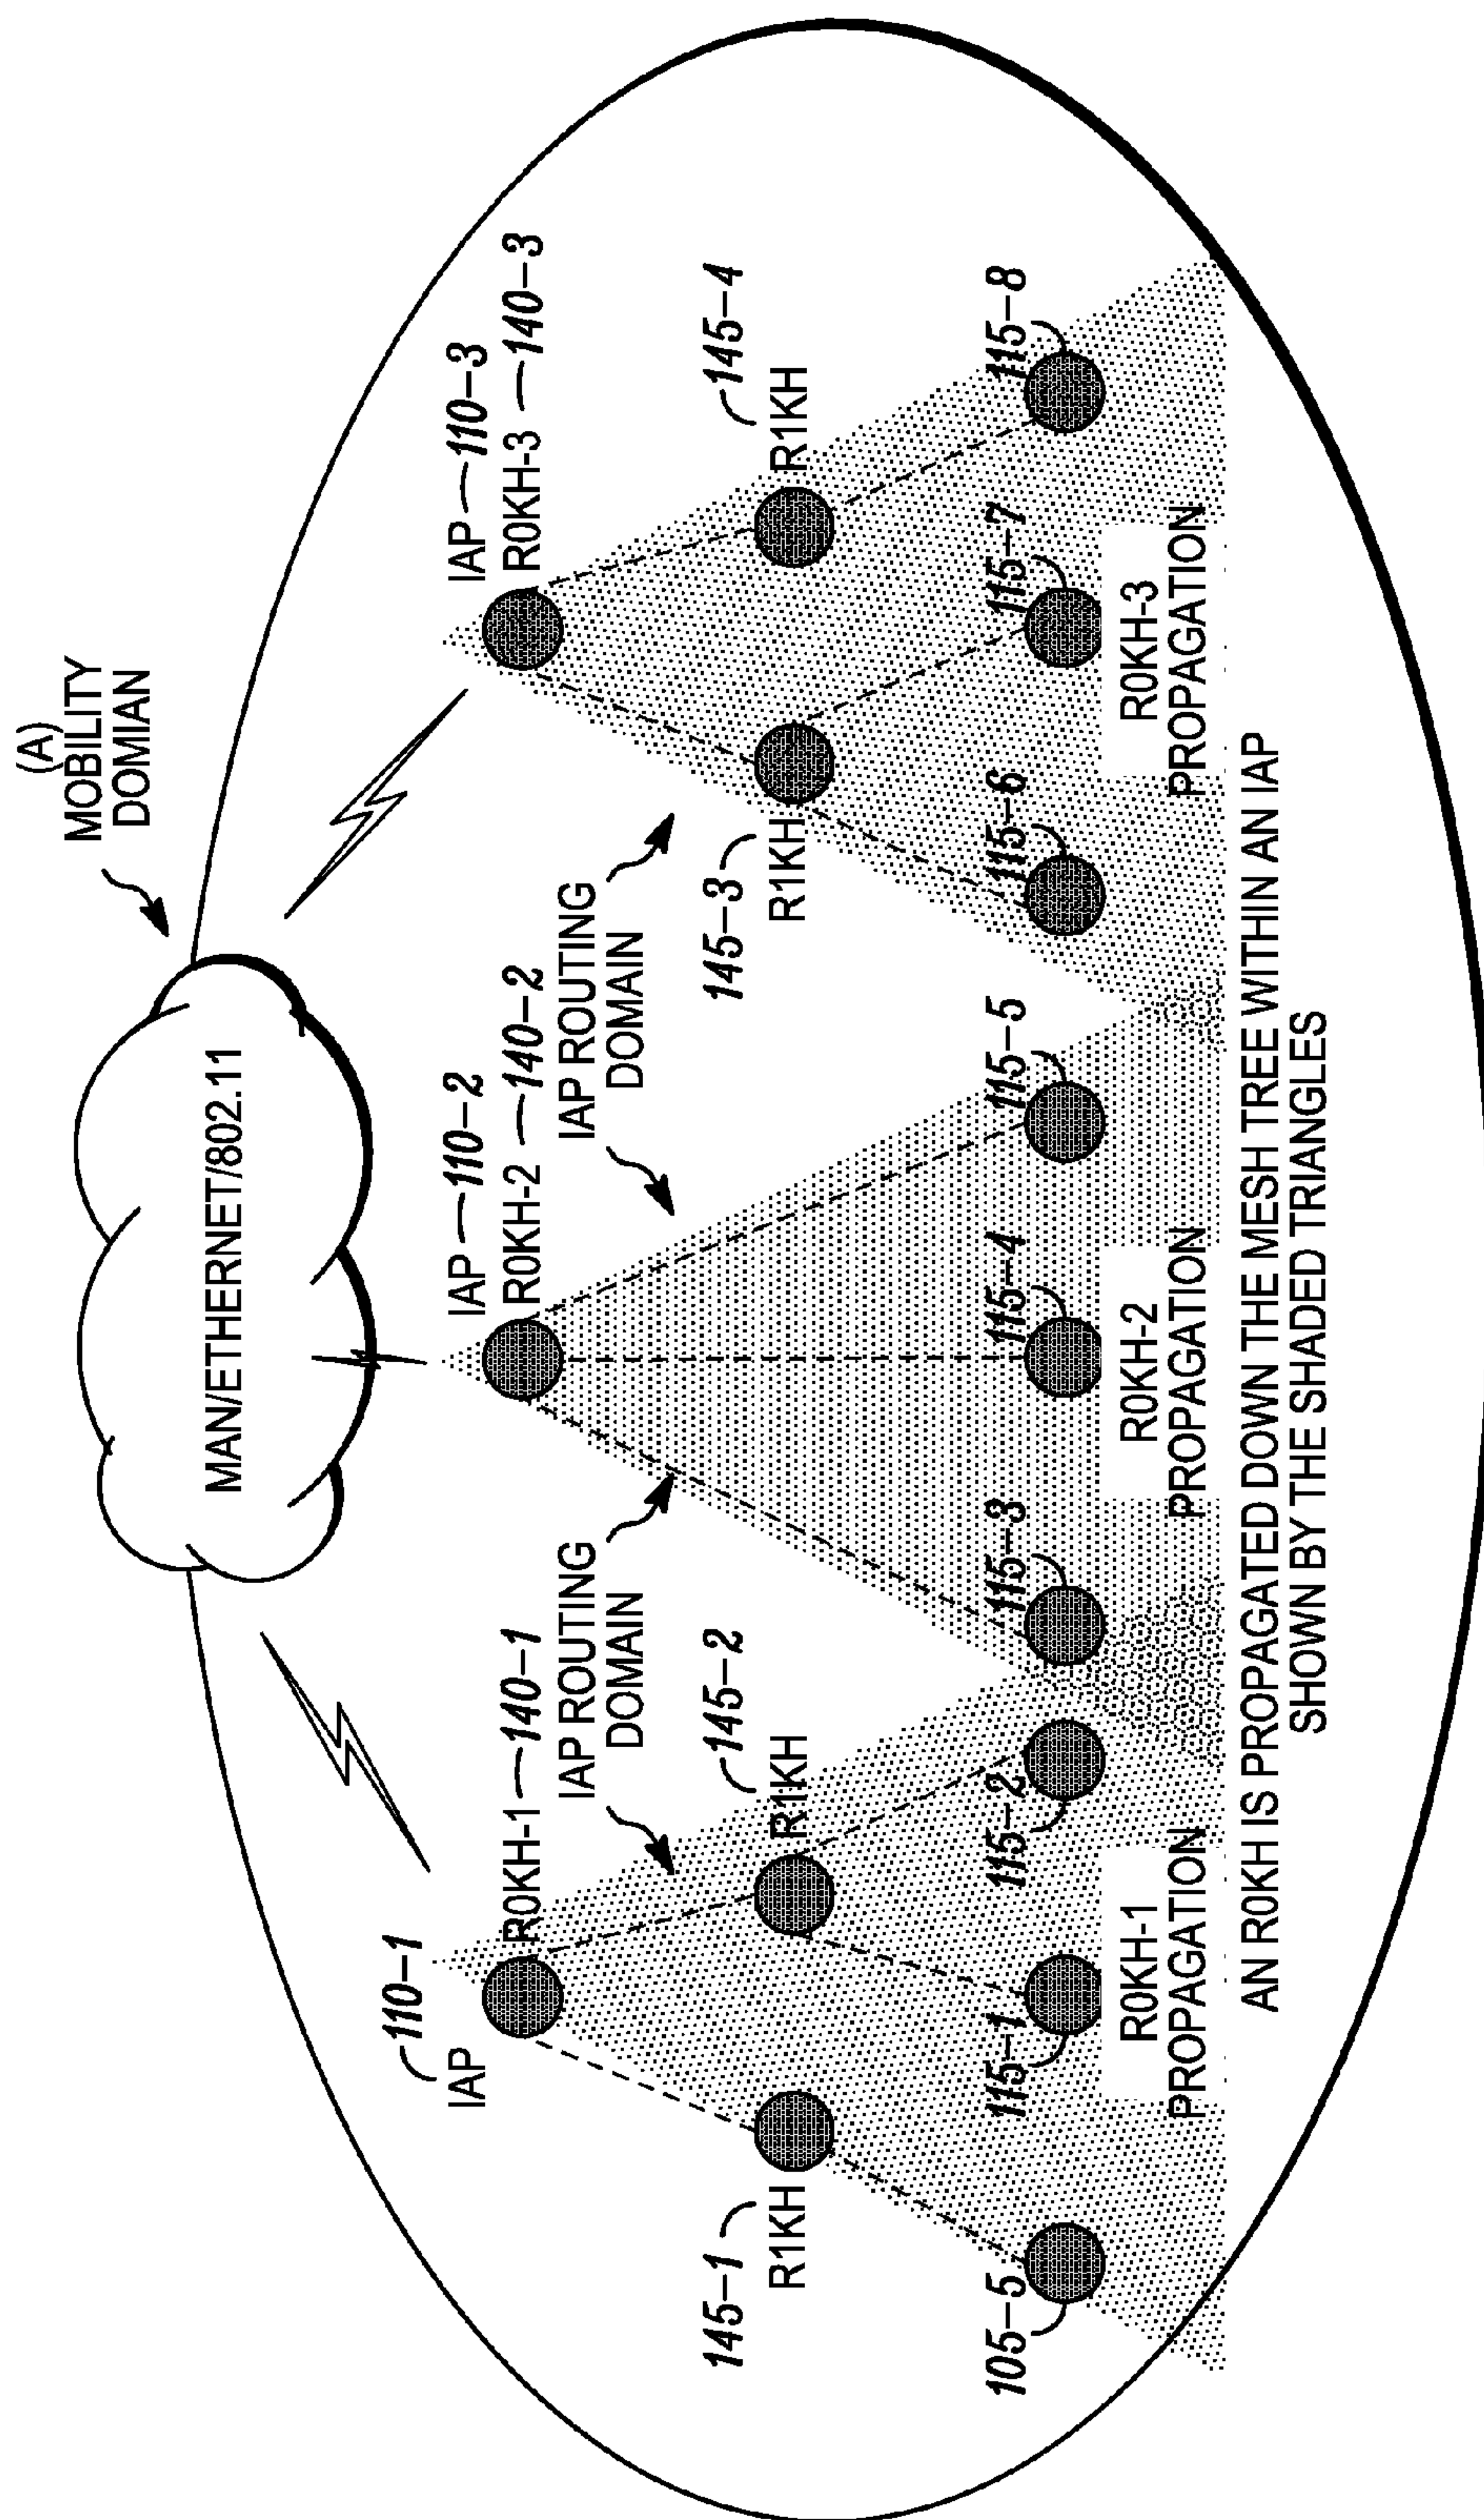 (A)
MOBILITY
DOMIAN
MAN/ETHERNET/802.11
110-1
IAP
R0KH-1 140-1
IAP 110-2
R0KH-2 140-2
IAP 110-3
R0KH-3 140-3
IAP ROUTING
DOMAIN
IAP ROUTING
DOMAIN
145-1
R1KH
145-2
R1KH
145-3
R1KH
145-4
R1KH
105-5
115-1
115-2
115-3
115-4
115-5
115-6
115-7
115-8
R0KH-1
PROPAGATION
R0KH-2
PROPAGATION
R0KH-3
PROPAGATION
AN R0KH IS PROPAGATED DOWN THE MESH TREE WITHIN AN IAP
SHOWN BY THE SHADED TRIANGLES